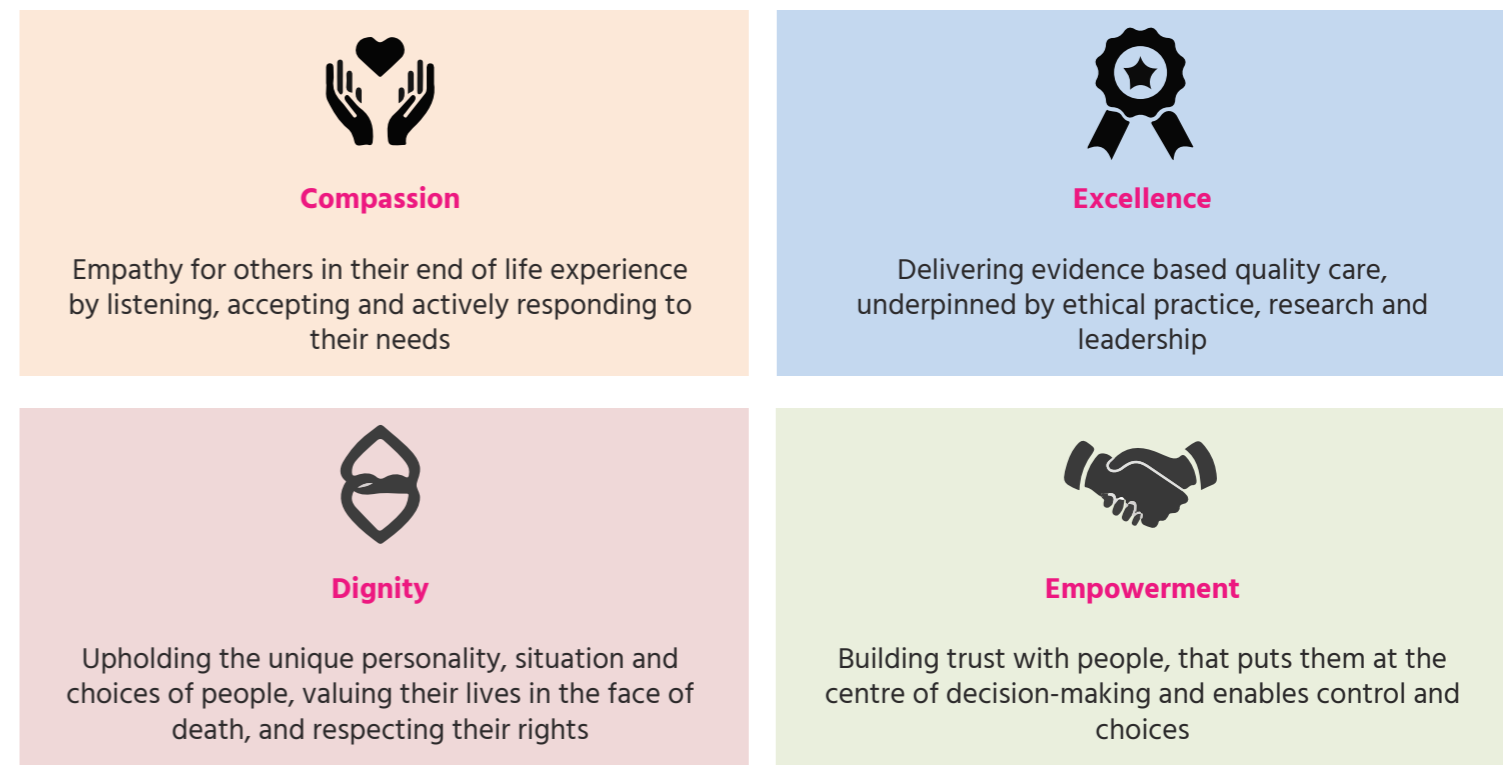 Compassion
Empathy for others in their end of life experience
by listening, accepting and actively responding to
their needs
Excellence
Delivering evidence based quality care,
underpinned by ethical practice, research and
leadership
Dignity
Upholding the unique personality, situation and
choices of people, valuing their lives in the face of
death, and respecting their rights
Empowerment
Building trust with people, that puts them at the
centre of decision-making and enables control and
choices